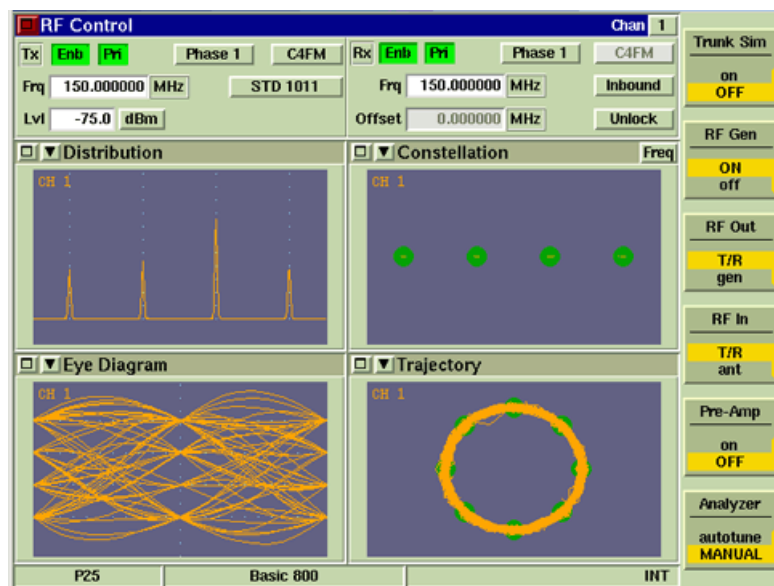 RF Control
Chan 1
Tx Enb Pri Phase 1 C4FM
Frq 150.000000 MHz STD 1011
Lvl -75.0 dBm
Rx Enb Pri Phase 1 C4FM
Frq 150.000000 MHz Inbound
Offset 0.000000 MHz Unlock
Distribution
CH 1
Constellation Freq
CH 1
Eye Diagram
CH 1
Trajectory
CH 1
P25 Basic 800 INT
Trunk Sim
on
OFF
RF Gen
ON
off
RF Out
T/R
gen
RF In
T/R
ant
Pre-Amp
on
OFF
Analyzer
autotune
MANUAL